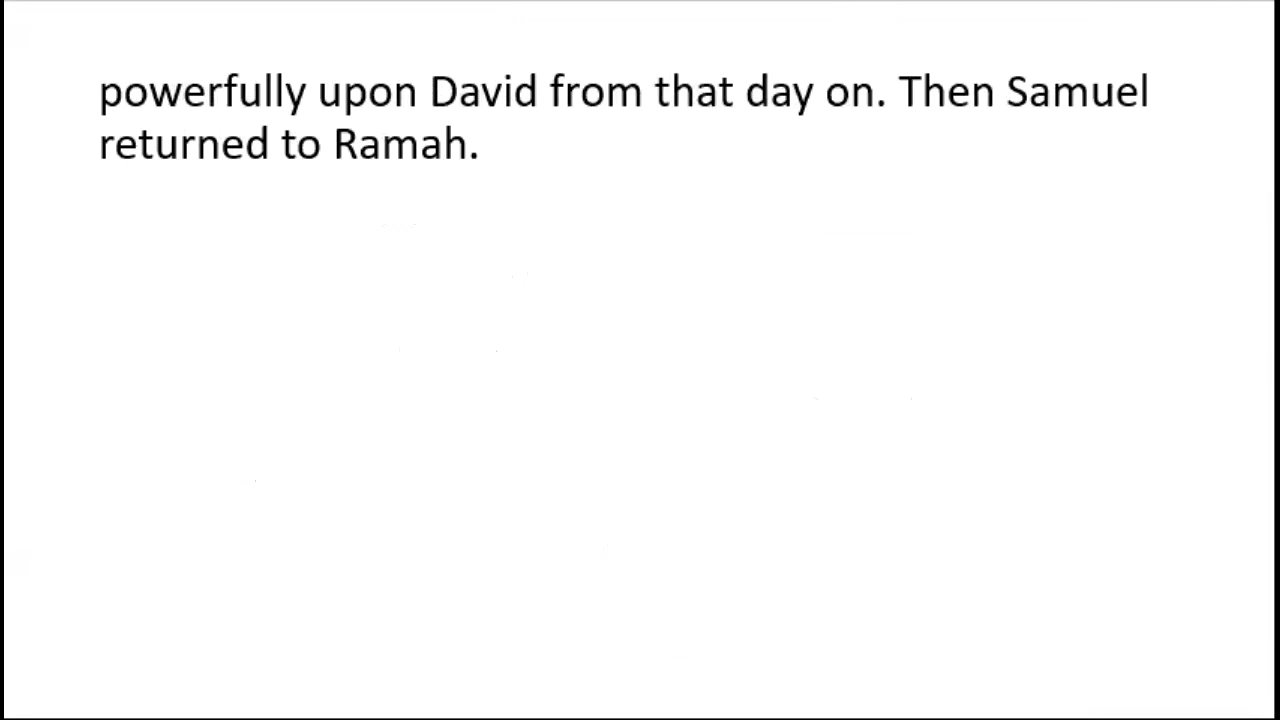 powerfully upon David from that day on. Then Samuel
returned to Ramah.